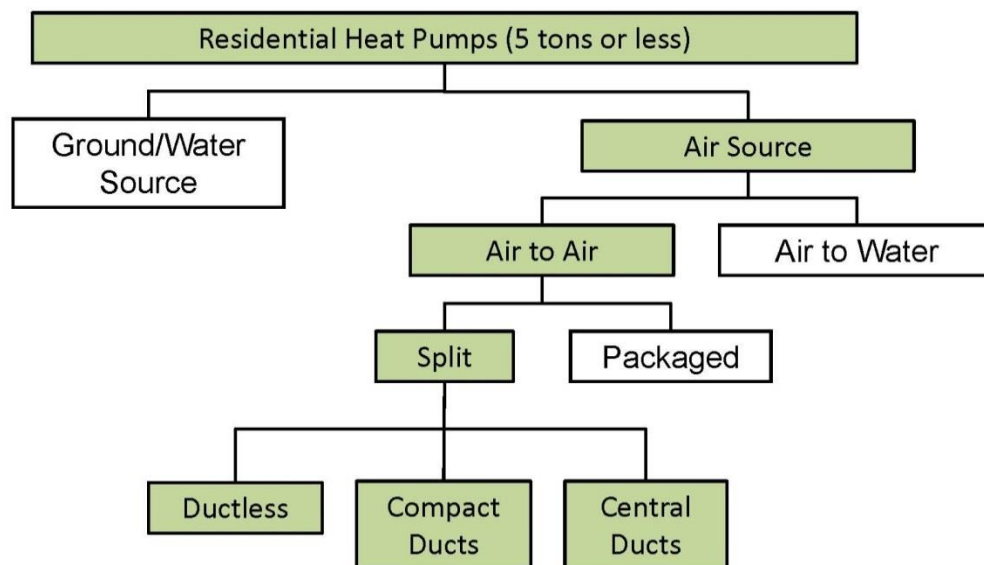 Residential Heat Pumps (5 tons or less)
Ground/Water
Source
Air Source
Air to Air
Air to Water
Split
Packaged
Ductless
Compact
Ducts
Central
Ducts